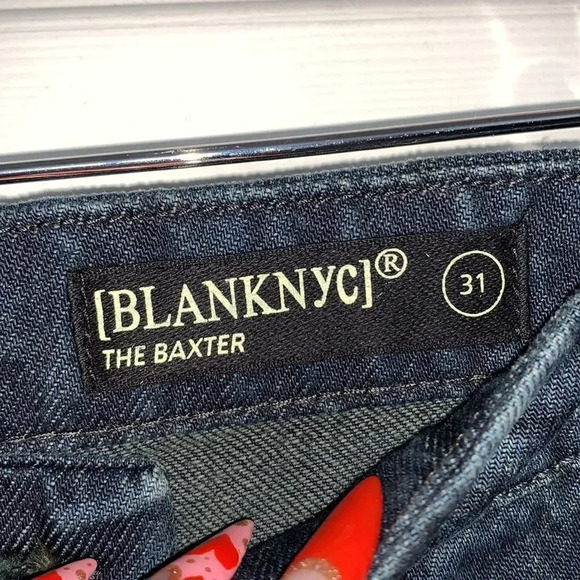 [BLANKNYC]®
THE BAXTER
31